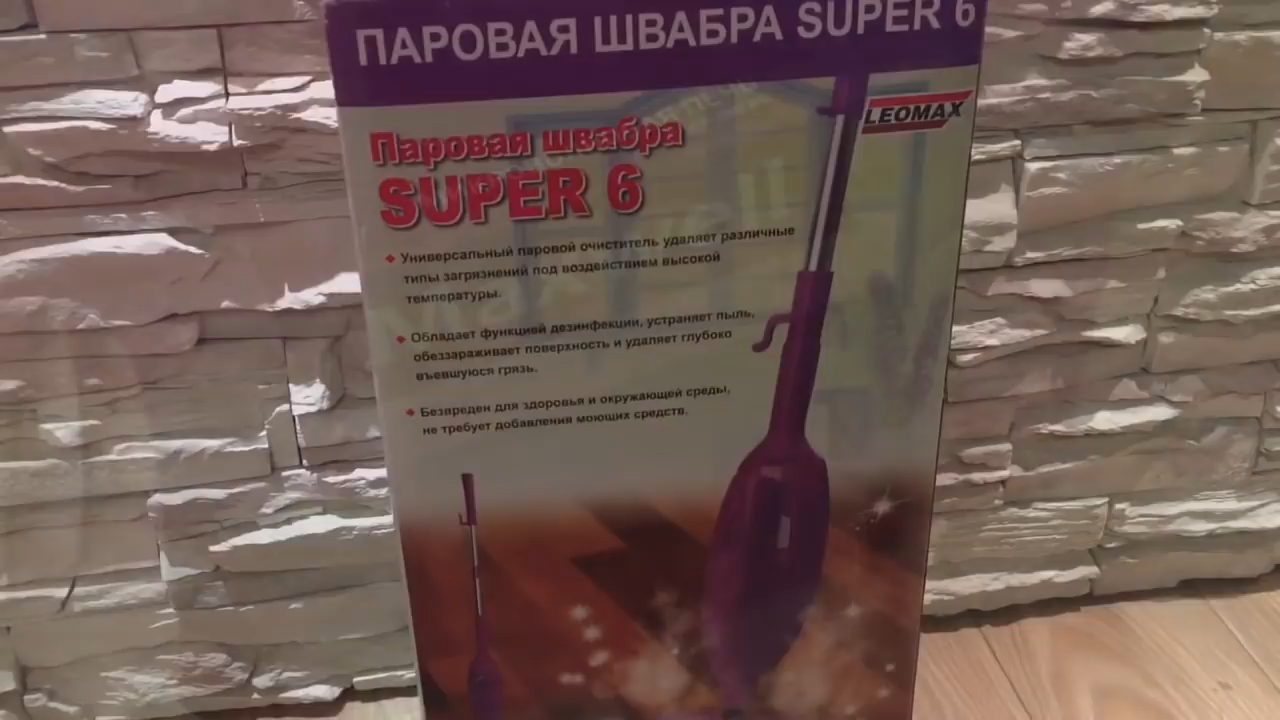 ПАРОВАЯ ШВАБРА SUPER 6
LEOMAX
Паровая швабра
SUPER 6
Универсальный паровой очиститель удаляет различные
типы загрязнений под воздействием высокой
температуры.
Обладает функцией дезинфекции, устраняет пыль,
обеззараживает поверхность и удаляет глубоко
въевшуюся грязь.
Безвреден для здоровья и окружающей среды,
не требует добавления моющих средств.